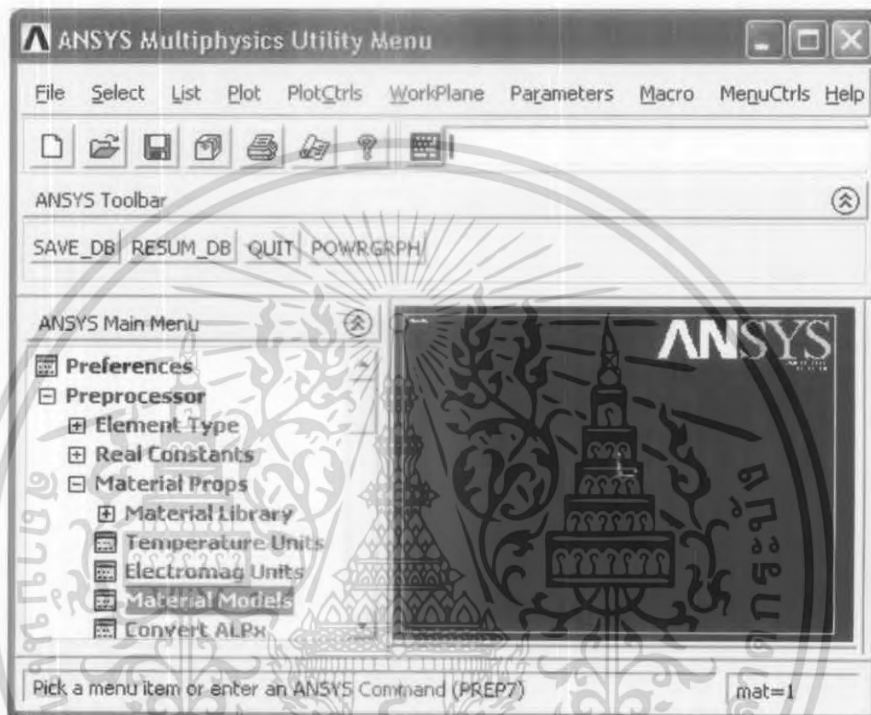 ANSYS Multiphysics Utility Menu
File Select List Plot PlotCtrls WorkPlane Parameters Macro MenuCtrls Help
ANSYS Toolbar
SAVE_DB RESUM_DB QUIT POWRGRPH
ANSYS Main Menu
ANSYS
Preferences
Preprocessor
Element Type
Real Constants
Material Props
Material Library
Temperature Units
Electromag Units
Material Models
Convert ALPx
Pick a menu item or enter an ANSYS Command (PREP7) mat=1